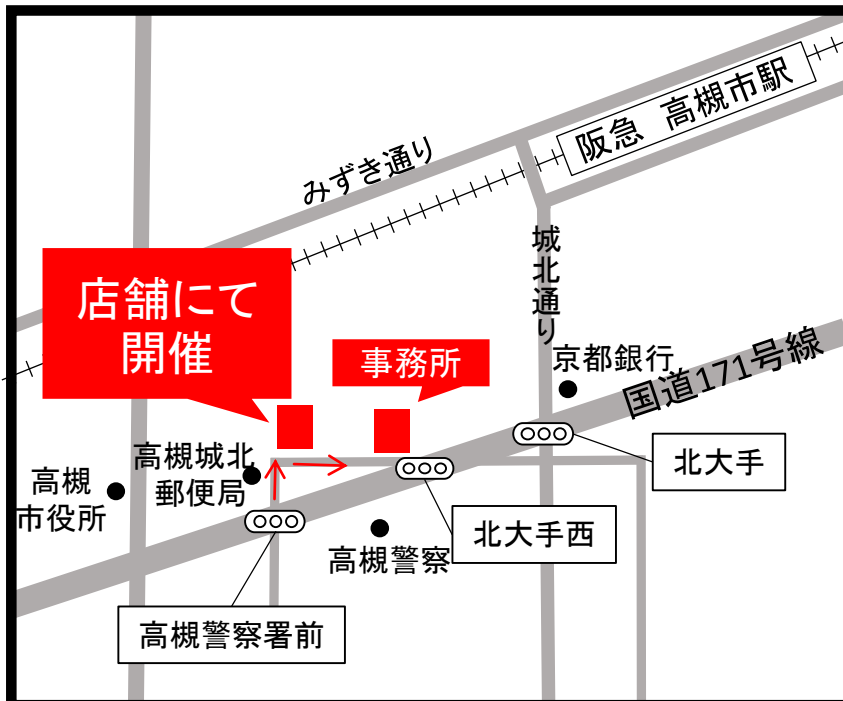 阪急 高槻市駅
みずき通り
城北通り
店舗にて
開催
事務所
京都銀行
国道171号線
北大手
高槻城北
郵便局
高槻
市役所
北大手西
高槻警察
高槻警察署前